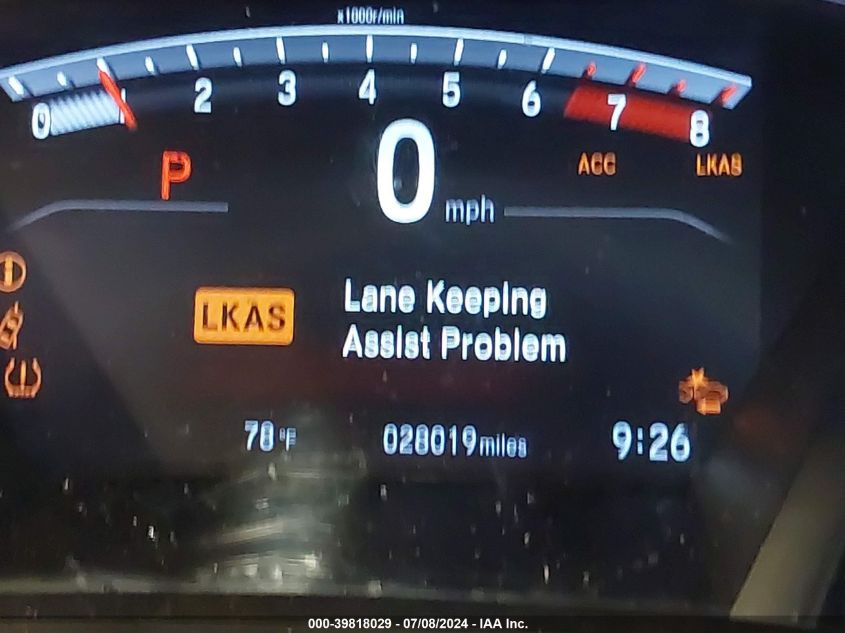 x1000r/min
0 1 2 3 4 5 6 7 8
P 0 mph ACC LKAS
LKAS Lane Keeping
Assist Problem
78°F 028019 miles 9:26
000-39818029 - 07/08/2024 - IAA Inc.